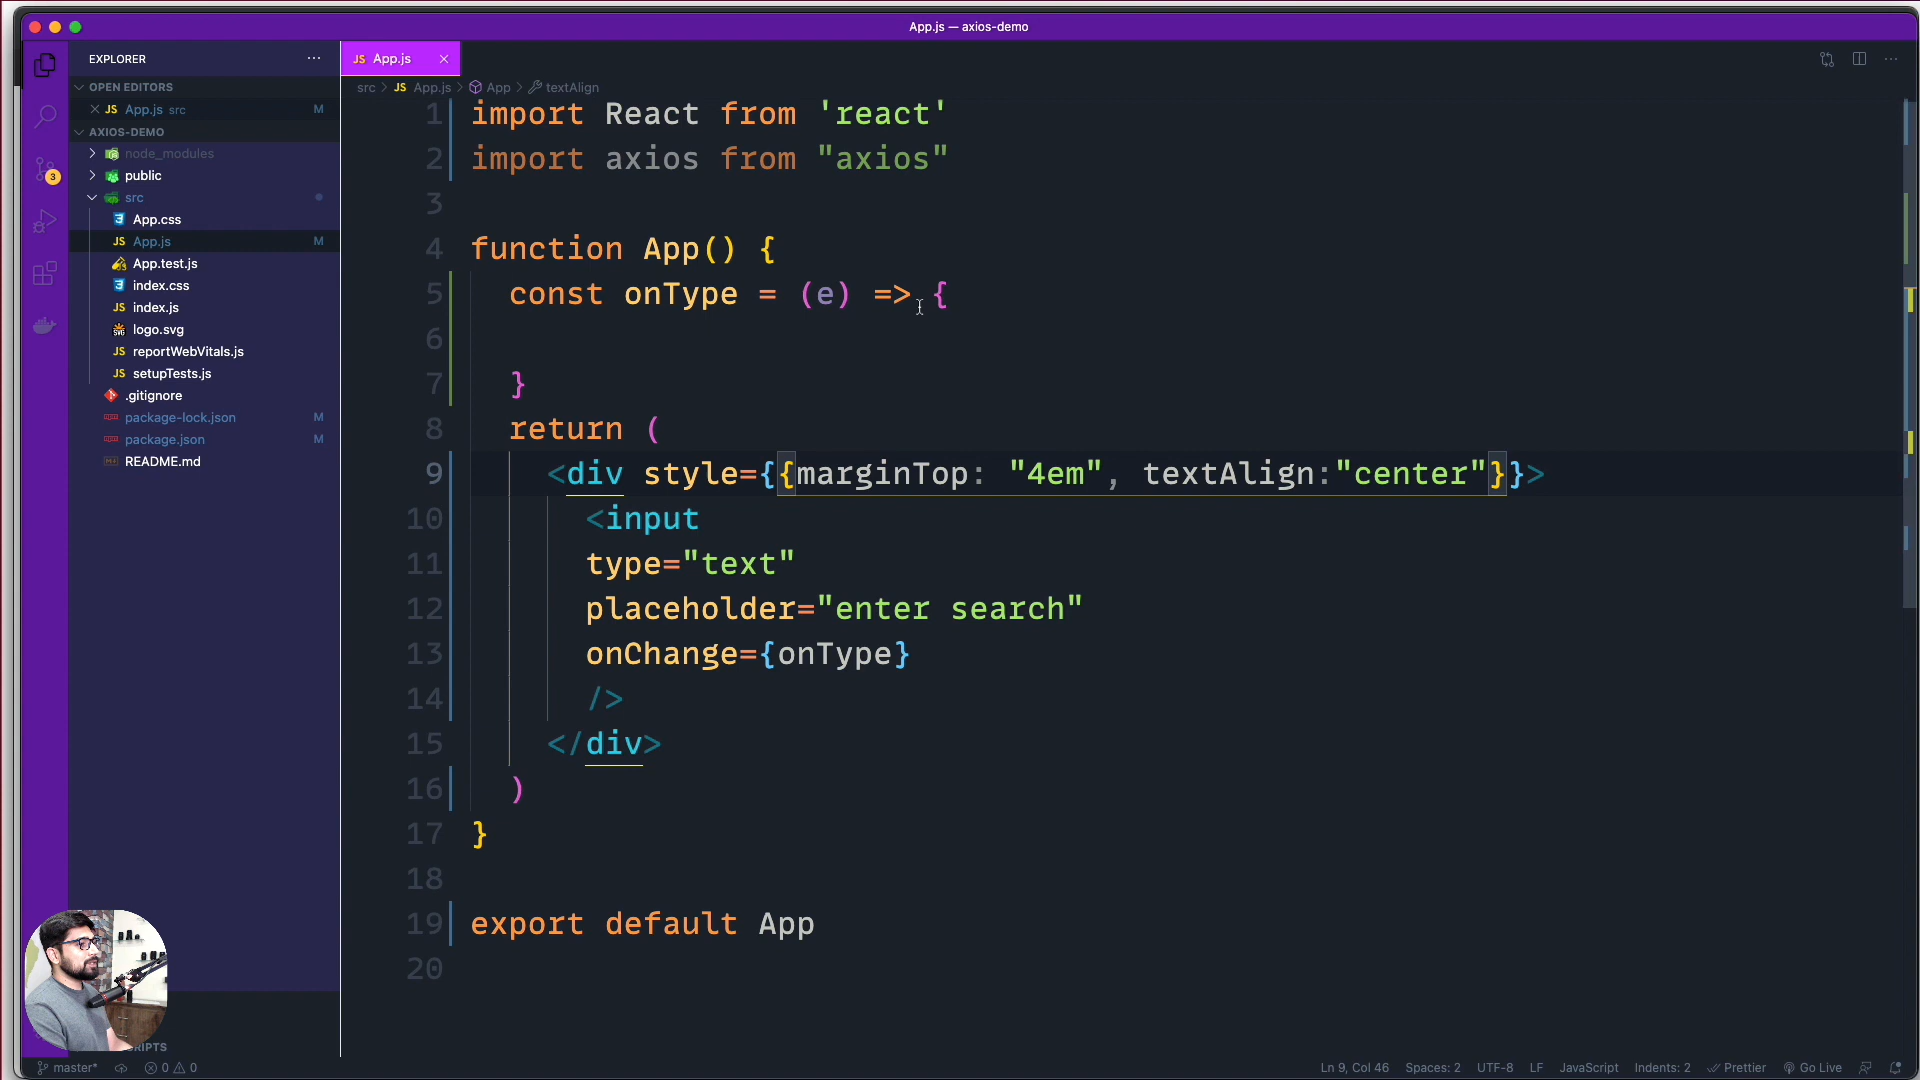 App.js — axios-demo
EXPLORER
OPEN EDITORS
App.js src M
AXIOS-DEMO
node_modules
public
src
App.css
App.js M
App.test.js
index.css
index.js
logo.svg
reportWebVitals.js
setupTests.js
.gitignore
package-lock.json M
package.json M
README.md
3
JS App.js
src > JS App.js > App > textAlign
1 import React from 'react'
2 import axios from "axios"
3
4 function App() {
5 const onType = (e) => {
6
7 }
8 return (
9 <div style={{marginTop: "4em", textAlign:"center"}}>
10 <input
11 type="text"
12 placeholder="enter search"
13 onChange={onType}
14 />
15 </div>
16 )
17 }
18
19 export default App
20
master* 0 0
Ln 9, Col 46 Spaces: 2 UTF-8 LF JavaScript Indents: 2 Prettier Go Live